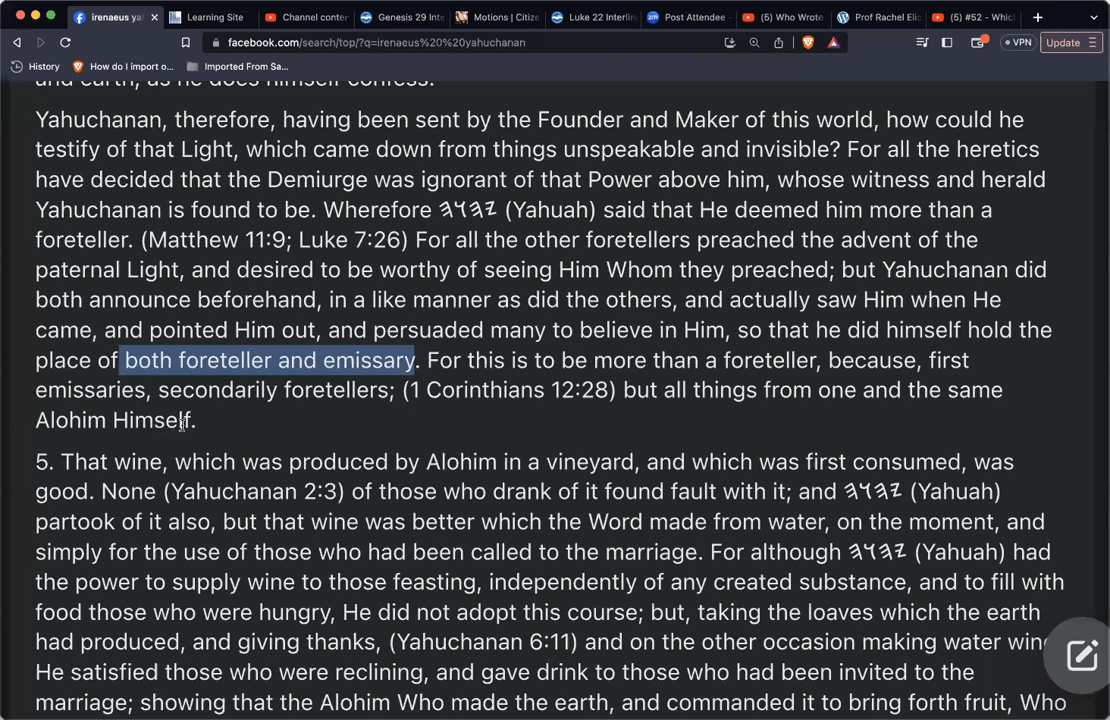 irenaeus ya
Learning Site
Channel conten
Genesis 29 Inte
Motions | Citize
Luke 22 Interlin
Post Attendee -
(5) Who Wrote
Prof Rachel Elic
(5) #52 - Which
facebook.com/search/top/?q=irenaeus%20%20yahuchanan
VPN
Update
History
How do I import o...
Imported From Sa...
and earth, as he does himself confess.
Yahuchanan, therefore, having been sent by the Founder and Maker of this world, how could he
testify of that Light, which came down from things unspeakable and invisible? For all the heretics
have decided that the Demiurge was ignorant of that Power above him, whose witness and herald
Yahuchanan is found to be. Wherefore 𐤉𐤄𐤅𐤄 (Yahuah) said that He deemed him more than a
foreteller. (Matthew 11:9; Luke 7:26) For all the other foretellers preached the advent of the
paternal Light, and desired to be worthy of seeing Him Whom they preached; but Yahuchanan did
both announce beforehand, in a like manner as did the others, and actually saw Him when He
came, and pointed Him out, and persuaded many to believe in Him, so that he did himself hold the
place of both foreteller and emissary. For this is to be more than a foreteller, because, first
emissaries, secondarily foretellers; (1 Corinthians 12:28) but all things from one and the same
Alohim Himself.
5. That wine, which was produced by Alohim in a vineyard, and which was first consumed, was
good. None (Yahuchanan 2:3) of those who drank of it found fault with it; and 𐤉𐤄𐤅𐤄 (Yahuah)
partook of it also, but that wine was better which the Word made from water, on the moment, and
simply for the use of those who had been called to the marriage. For although 𐤉𐤄𐤅𐤄 (Yahuah) had
the power to supply wine to those feasting, independently of any created substance, and to fill with
food those who were hungry, He did not adopt this course; but, taking the loaves which the earth
had produced, and giving thanks, (Yahuchanan 6:11) and on the other occasion making water wine
He satisfied those who were reclining, and gave drink to those who had been invited to the
marriage; showing that the Alohim Who made the earth, and commanded it to bring forth fruit, Who